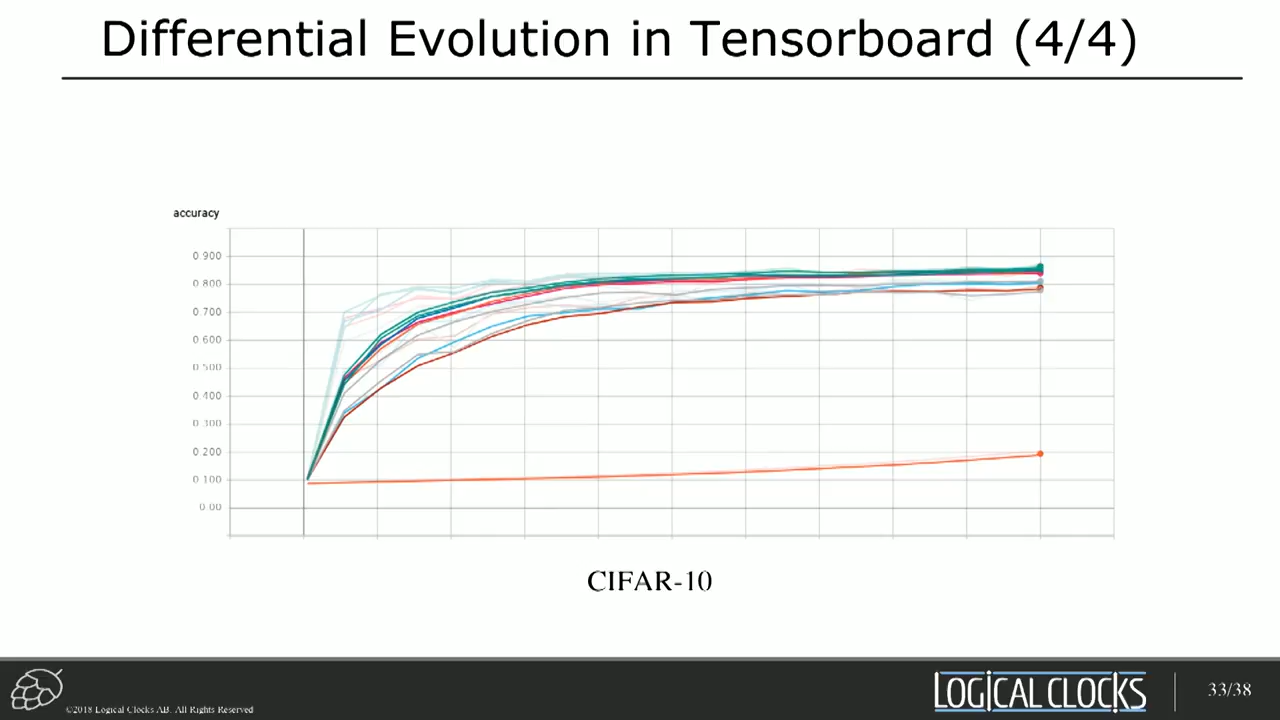 Differential Evolution in Tensorboard (4/4)
accuracy
0.900
0.800
0.700
0.600
0.500
0.400
0.300
0.200
0.100
0.00
CIFAR-10
©2018 Logical Clocks AB. All Rights Reserved
LOGICAL CLOCKS
33/38